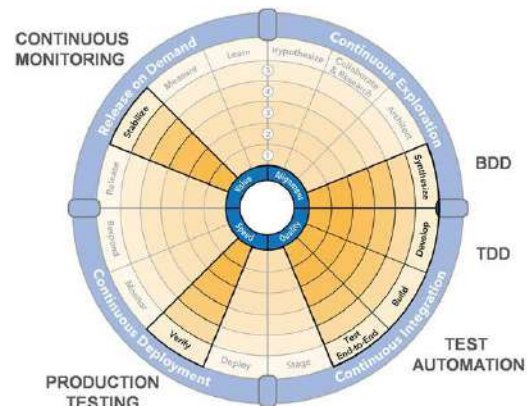 CONTINUOUS
MONITORING
Release on Demand
Continuous Exploration
Learn
Hypothesize
Measure
Collaborate
& Research
Stabilize
Architect
5
4
3
2
1
Release
Synthesize
BDD
Value
Alignment
Speed
Quality
Respond
Develop
TDD
Monitor
Build
Verify
Test
End-to-End
Deploy
Stage
Continuous Deployment
Continuous Integration
TEST
AUTOMATION
PRODUCTION
TESTING